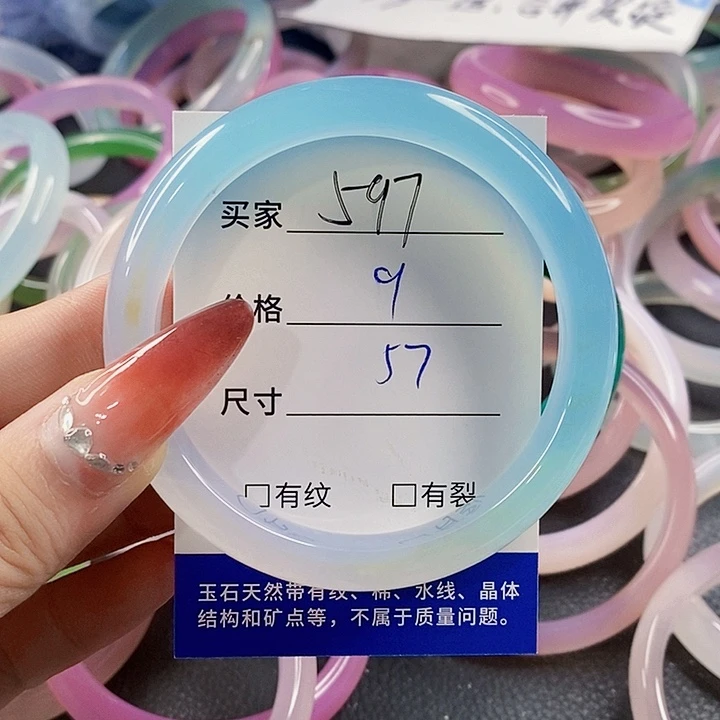 买家 597
价格 9
尺寸 57
□有纹 □有裂
玉石天然带有纹、棉、水线、晶体
结构和矿点等，不属于质量问题。